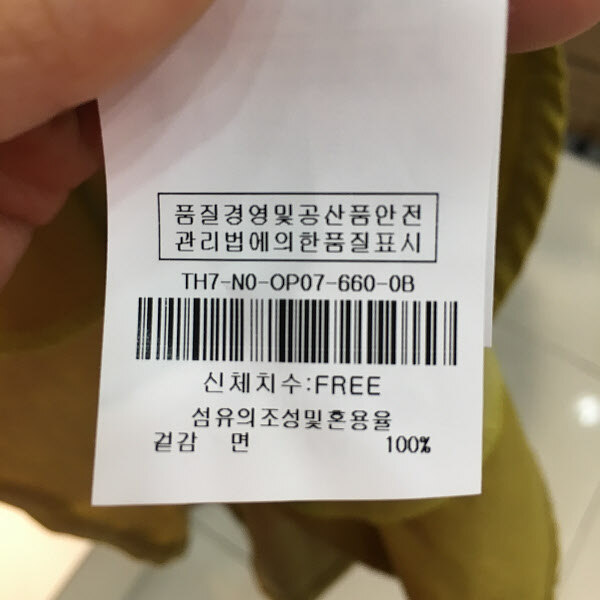 품질경영및공산품안전
관리법에의한품질표시
TH7-N0-OP07-660-0B
신체치수:FREE
섬유의조성및혼용율
겉감 면 100%